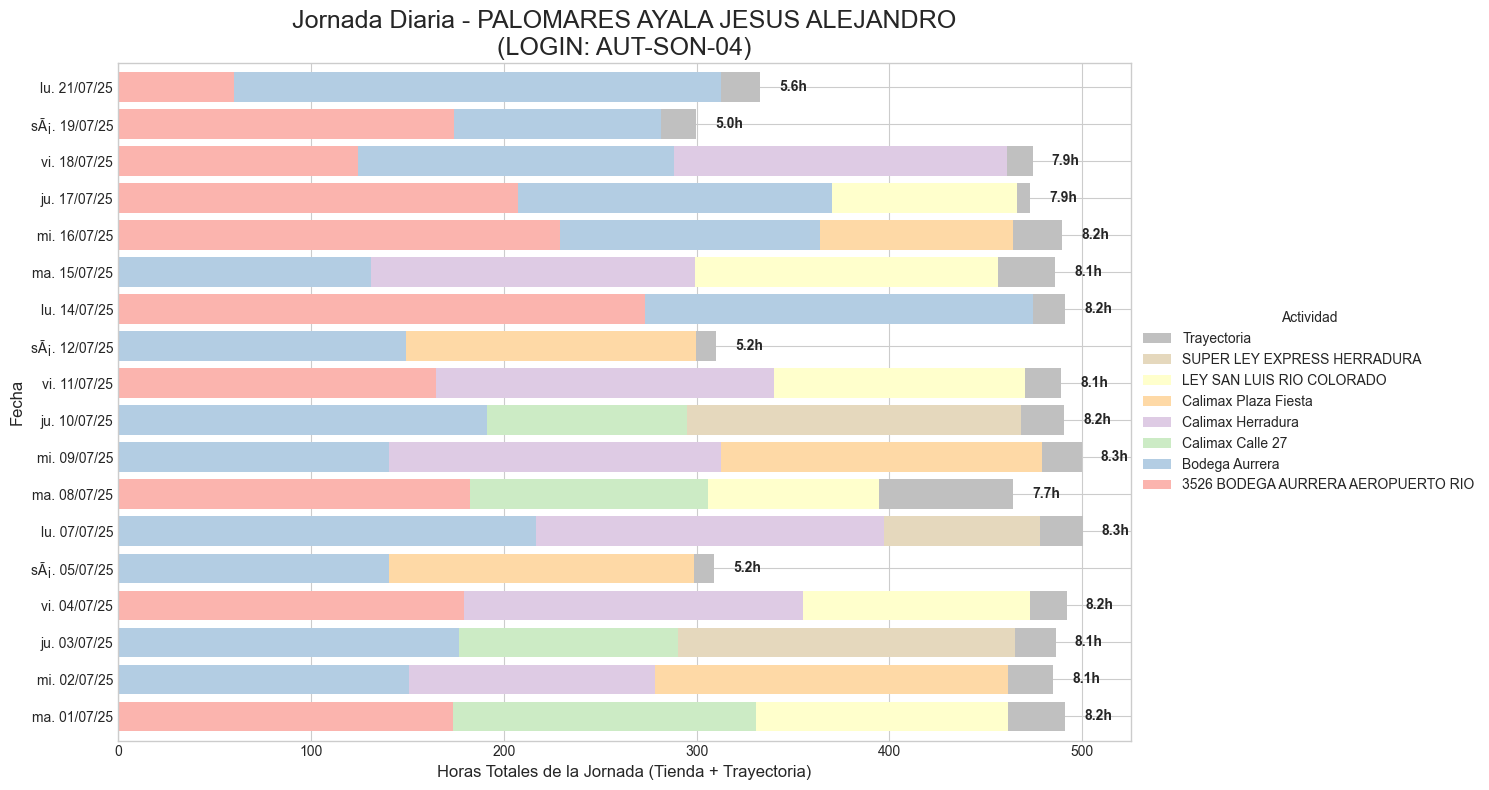 Jornada Diaria - PALOMARES AYALA JESUS ALEJANDRO
(LOGIN: AUT-SON-04)
Fecha
lu. 21/07/25
5.6h
sÃ¡. 19/07/25
5.0h
vi. 18/07/25
7.9h
ju. 17/07/25
7.9h
mi. 16/07/25
8.2h
ma. 15/07/25
8.1h
lu. 14/07/25
8.2h
sÃ¡. 12/07/25
5.2h
vi. 11/07/25
8.1h
ju. 10/07/25
8.2h
mi. 09/07/25
8.3h
ma. 08/07/25
7.7h
lu. 07/07/25
8.3h
sÃ¡. 05/07/25
5.2h
vi. 04/07/25
8.2h
ju. 03/07/25
8.1h
mi. 02/07/25
8.1h
ma. 01/07/25
8.2h
0 100 200 300 400 500
Horas Totales de la Jornada (Tienda + Trayectoria)
Actividad
Trayectoria
SUPER LEY EXPRESS HERRADURA
LEY SAN LUIS RIO COLORADO
Calimax Plaza Fiesta
Calimax Herradura
Calimax Calle 27
Bodega Aurrera
3526 BODEGA AURRERA AEROPUERTO RIO